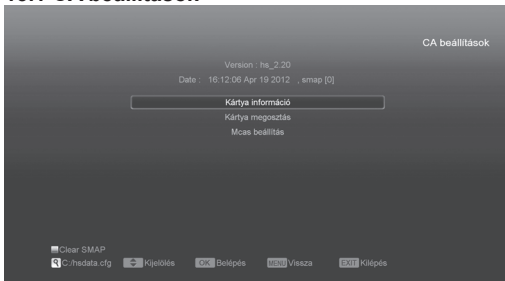 CA beállítások
Version : hs_2.20
Date : 16:12:06 Apr 19 2012 , smap [0]
Kártya információ
Kártya megosztás
Mcas beállítás
Clear SMAP
C:/hsdata.cfg Kijelölés OK Belépés MENU Vissza EXIT Kilépés